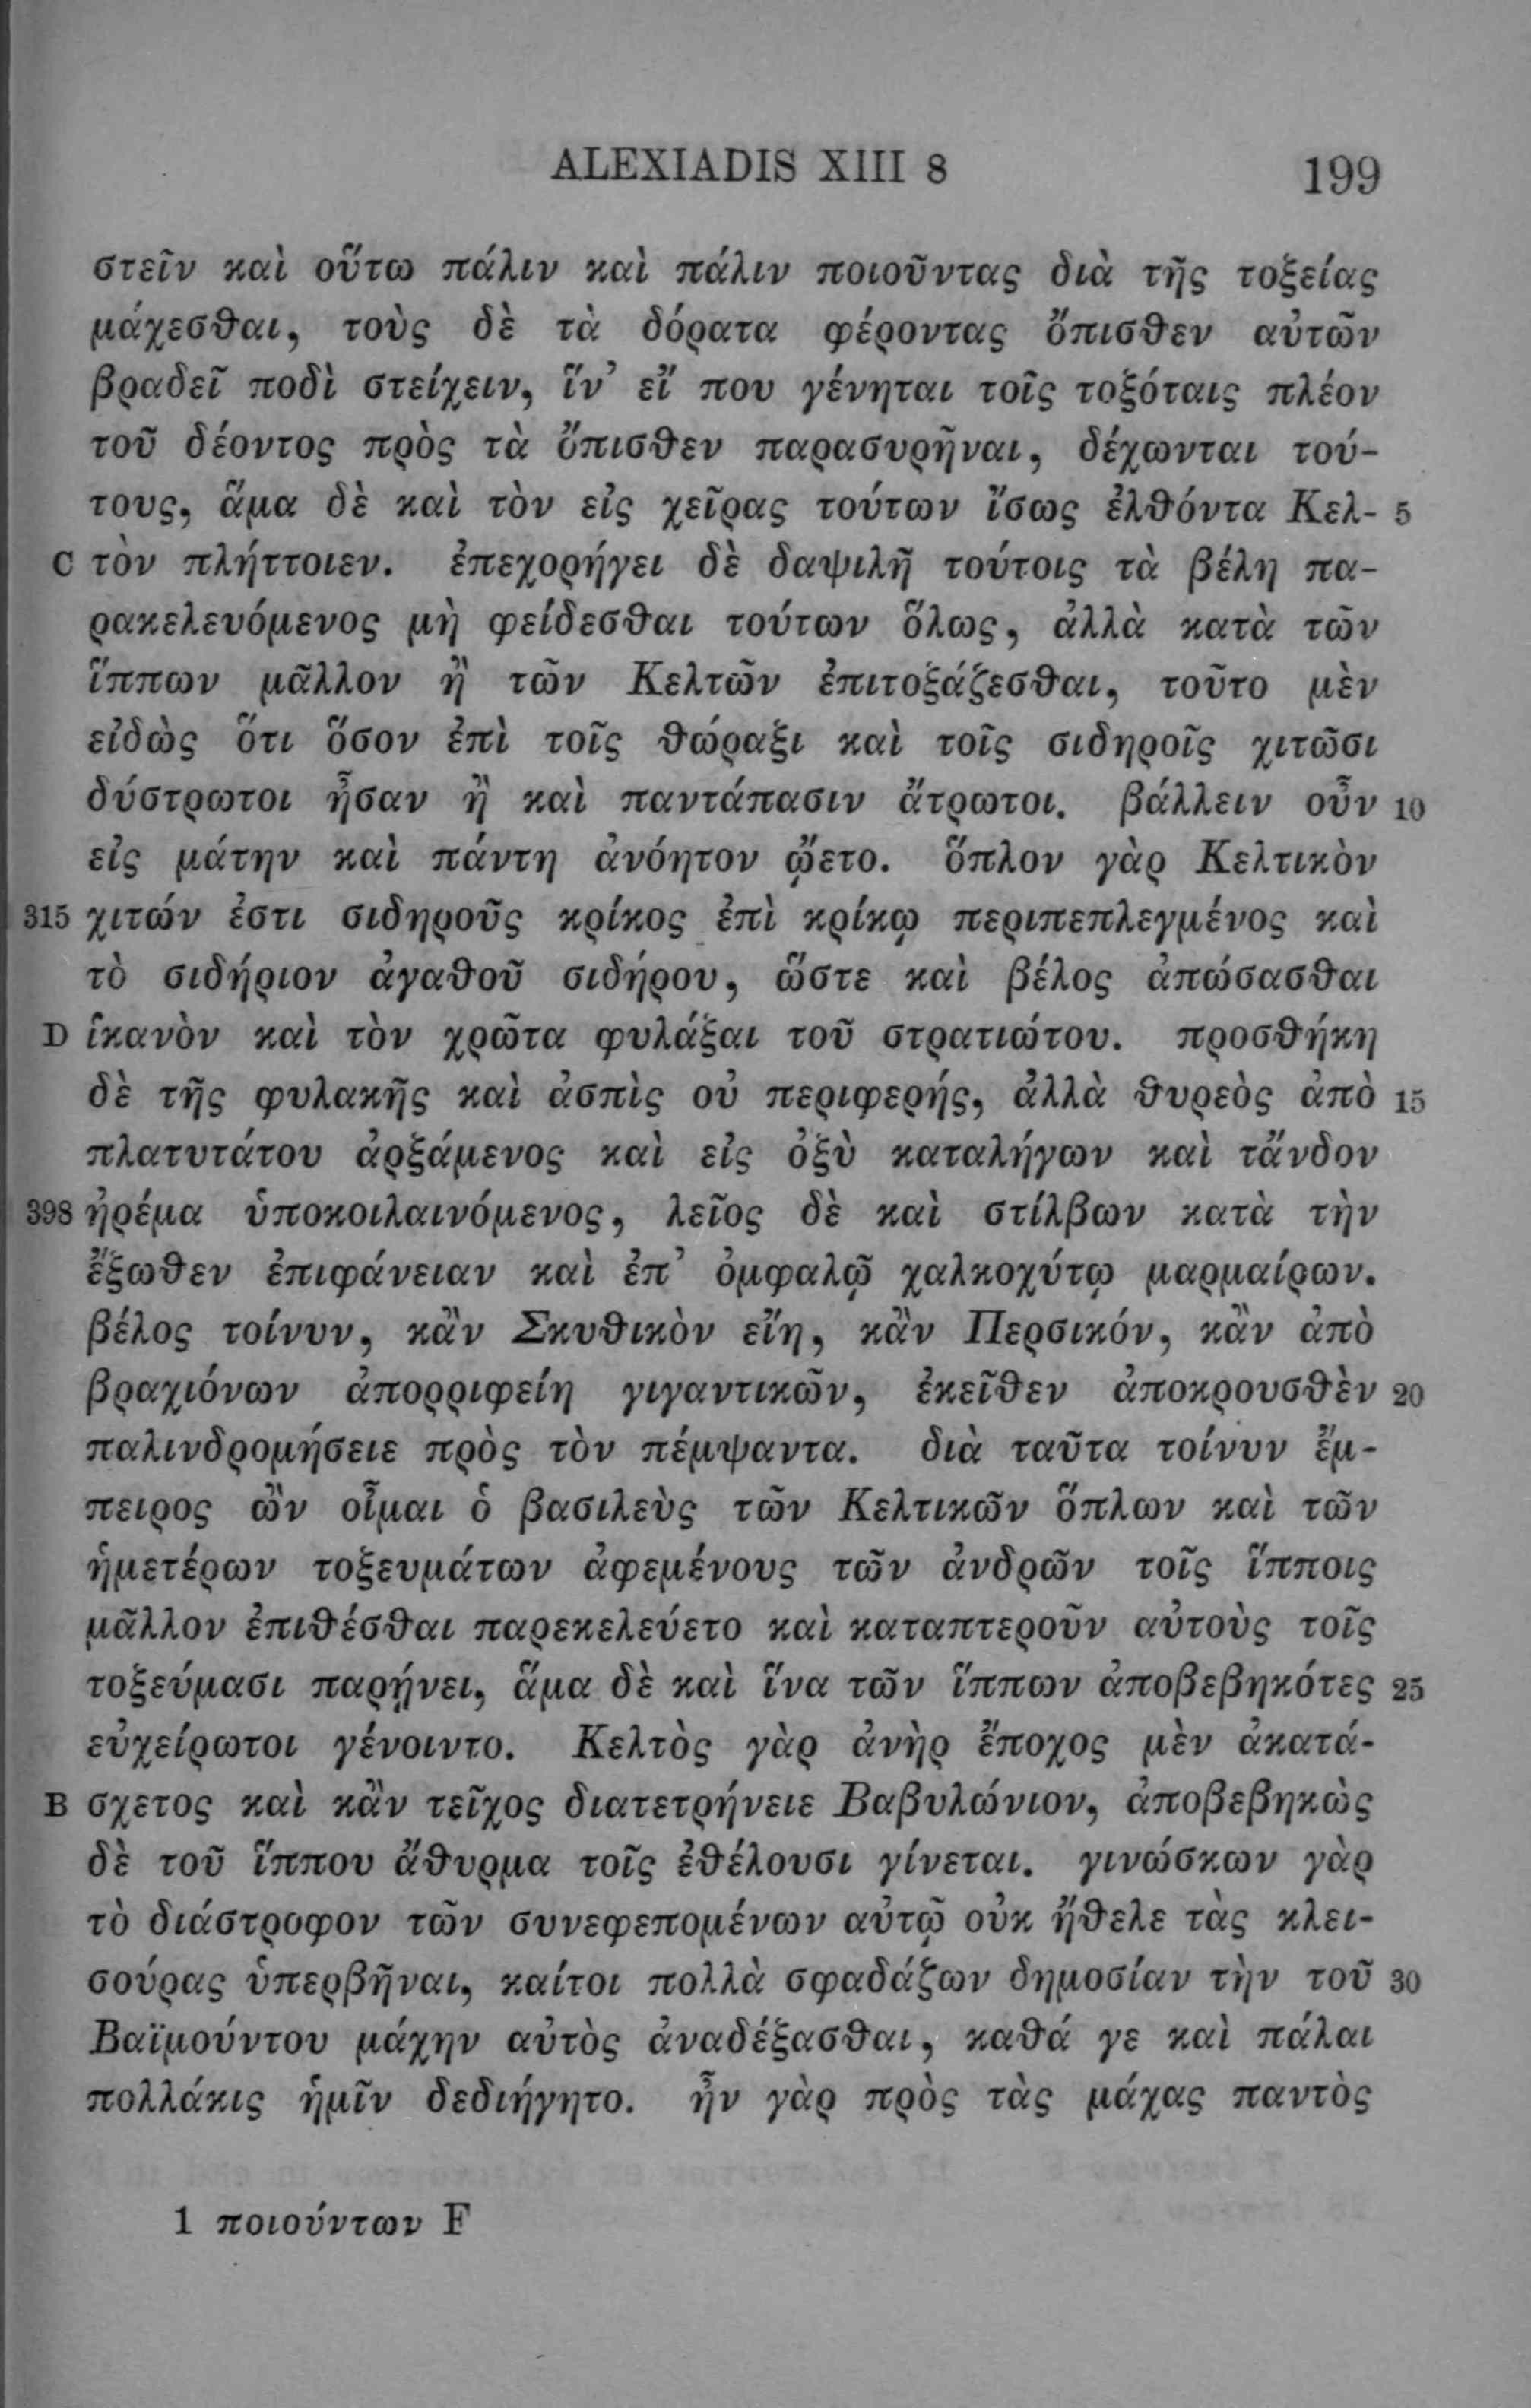 ALEXIADIS XIII 8 199
στεῖν καὶ οὕτω πάλιν καὶ πάλιν ποιοῦντας διὰ τῆς τοξείας
μάχεσθαι, τοὺς δὲ τὰ δόρατα φέροντας ὄπισθεν αὐτῶν
βραδεῖ ποδὶ στείχειν, ἵν᾽ εἴ που γένηται τοῖς τοξόταις πλέον
τοῦ δέοντος πρὸς τὰ ὄπισθεν παρασυρῆναι, δέχωνται τού-
τους, ἅμα δὲ καὶ τὸν εἰς χεῖρας τούτων ἴσως ἐλθόντα Κελ- 5
C τὸν πλήττοιεν. ἐπεχορήγει δὲ δαψιλῆ τούτοις τὰ βέλη πα-
ρακελευόμενος μὴ φείδεσθαι τούτων ὅλως, ἀλλὰ κατὰ τῶν
ἵππων μᾶλλον ἢ τῶν Κελτῶν ἐπιτοξάζεσθαι, τοῦτο μὲν
εἰδὼς ὅτι ὅσον ἐπὶ τοῖς θώραξι καὶ τοῖς σιδηροῖς χιτῶσι
δύστρωτοι ἦσαν ἢ καὶ παντάπασιν ἄτρωτοι. βάλλειν οὖν 10
εἰς μάτην καὶ πάντη ἀνόητον ᾤετο. ὅπλον γὰρ Κελτικὸν
315 χιτών ἐστι σιδηροῦς κρίκος ἐπὶ κρίκῳ περιπεπλεγμένος καὶ
τὸ σιδήριον ἀγαθοῦ σιδήρου, ὥστε καὶ βέλος ἀπώσασθαι
D ἱκανὸν καὶ τὸν χρῶτα φυλάξαι τοῦ στρατιώτου. προσθήκη
δὲ τῆς φυλακῆς καὶ ἀσπὶς οὐ περιφερής, ἀλλὰ θυρεὸς ἀπὸ 15
πλατυτάτου ἀρξάμενος καὶ εἰς ὀξὺ καταλήγων καὶ τἄνδον
398 ἠρέμα ὑποκοιλαινόμενος, λεῖος δὲ καὶ στίλβων κατὰ τὴν
ἔξωθεν ἐπιφάνειαν καὶ ἐπ᾽ ὀμφαλῷ χαλκοχύτῳ μαρμαίρων.
βέλος τοίνυν, κἂν Σκυθικὸν εἴη, κἂν Περσικόν, κἂν ἀπὸ
βραχιόνων ἀπορριφείη γιγαντικῶν, ἐκεῖθεν ἀποκρουσθὲν 20
παλινδρομήσειε πρὸς τὸν πέμψαντα. διὰ ταῦτα τοίνυν ἔμ-
πειρος ὢν οἶμαι ὁ βασιλεὺς τῶν Κελτικῶν ὅπλων καὶ τῶν
ἡμετέρων τοξευμάτων ἀφεμένους τῶν ἀνδρῶν τοῖς ἵπποις
μᾶλλον ἐπιθέσθαι παρεκελεύετο καὶ καταπτεροῦν αὐτοὺς τοῖς
τοξεύμασι παρῄνει, ἅμα δὲ καὶ ἵνα τῶν ἵππων ἀποβεβηκότες 25
εὐχείρωτοι γένοιντο. Κελτὸς γὰρ ἀνὴρ ἔποχος μὲν ἀκατά-
B σχετος καὶ κἂν τεῖχος διατετρήνειε Βαβυλώνιον, ἀποβεβηκὼς
δὲ τοῦ ἵππου ἄθυρμα τοῖς ἐθέλουσι γίνεται. γινώσκων γὰρ
τὸ διάστροφον τῶν συνεφεπομένων αὐτῷ οὐκ ἤθελε τὰς κλει-
σούρας ὑπερβῆναι, καίτοι πολλὰ σφαδάζων δημοσίαν τὴν τοῦ 30
Βαϊμούντου μάχην αὐτὸς ἀναδέξασθαι, καθά γε καὶ πάλαι
πολλάκις ἡμῖν δεδιήγητο. ἦν γὰρ πρὸς τὰς μάχας παντὸς
1 ποιούντων F